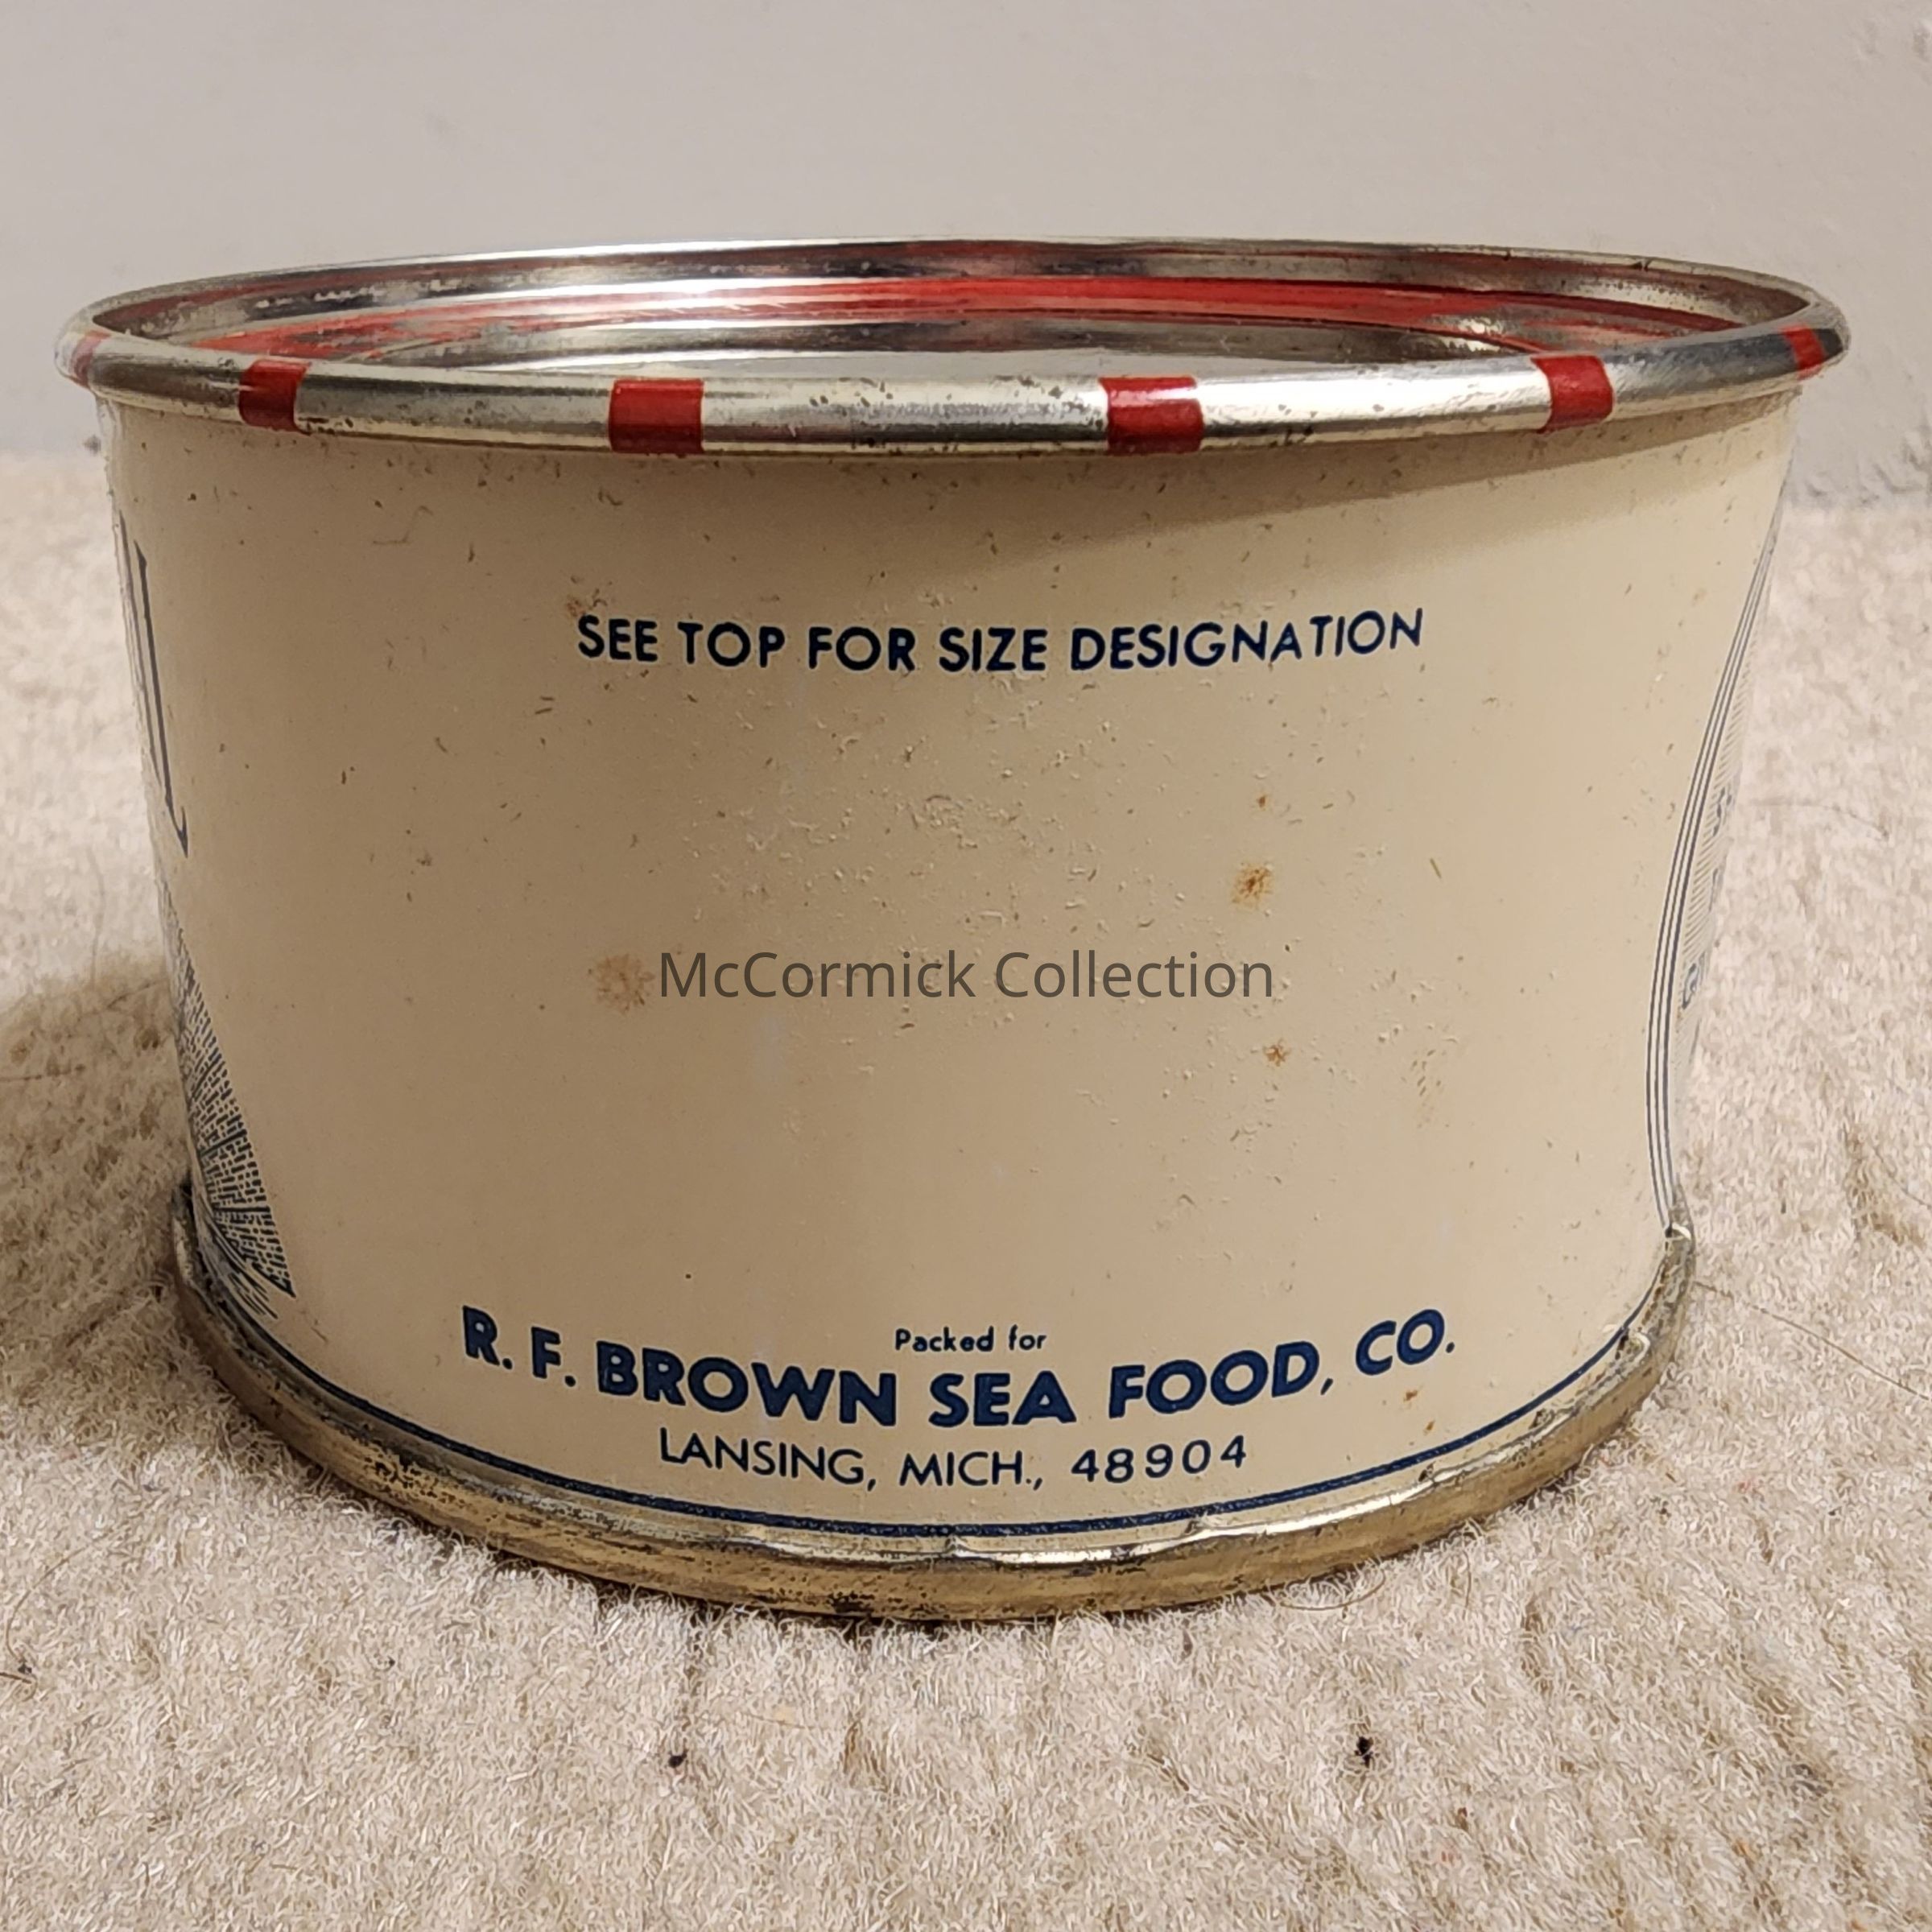 SEE TOP FOR SIZE DESIGNATION
McCormick Collection
Packed for
R. F. BROWN SEA FOOD, CO.
LANSING, MICH., 48904